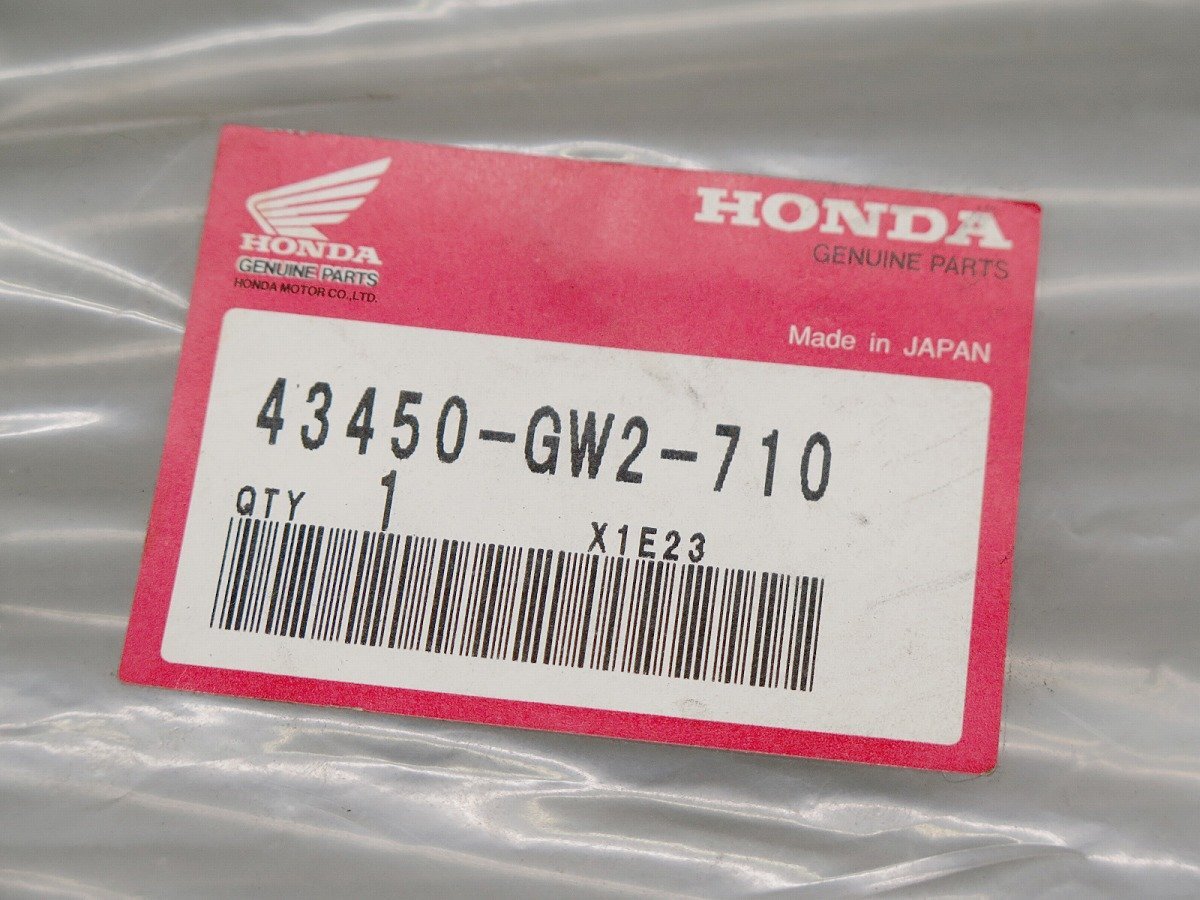 HONDA
GENUINE PARTS
HONDA MOTOR CO.,LTD.
HONDA
GENUINE PARTS
Made in JAPAN
43450-GW2-710
QTY 1
X1E23